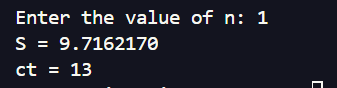 Enter the value of n: 1
S = 9.7162170
ct = 13